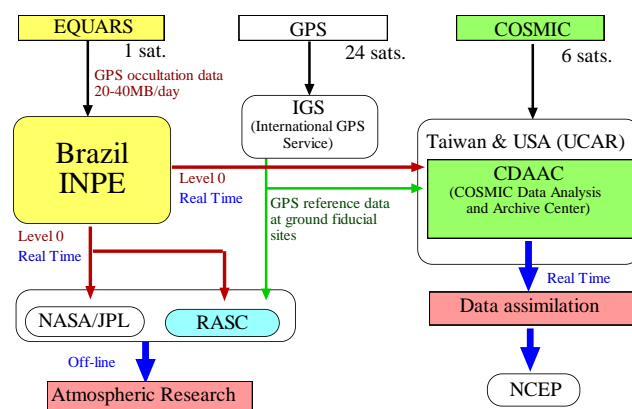 EQUARS
GPS
COSMIC
1 sat.
24 sats.
6 sats.
GPS occultation data
20-40MB/day
IGS
(International GPS
Service)
Brazil
INPE
Taiwan & USA (UCAR)
CDAAC
(COSMIC Data Analysis
and Archive Center)
Level 0
Real Time
GPS reference data
at ground fiducial
sites
Level 0
Real Time
Real Time
NASA/JPL
RASC
Data assimilation
Off-line
Atmospheric Research
NCEP